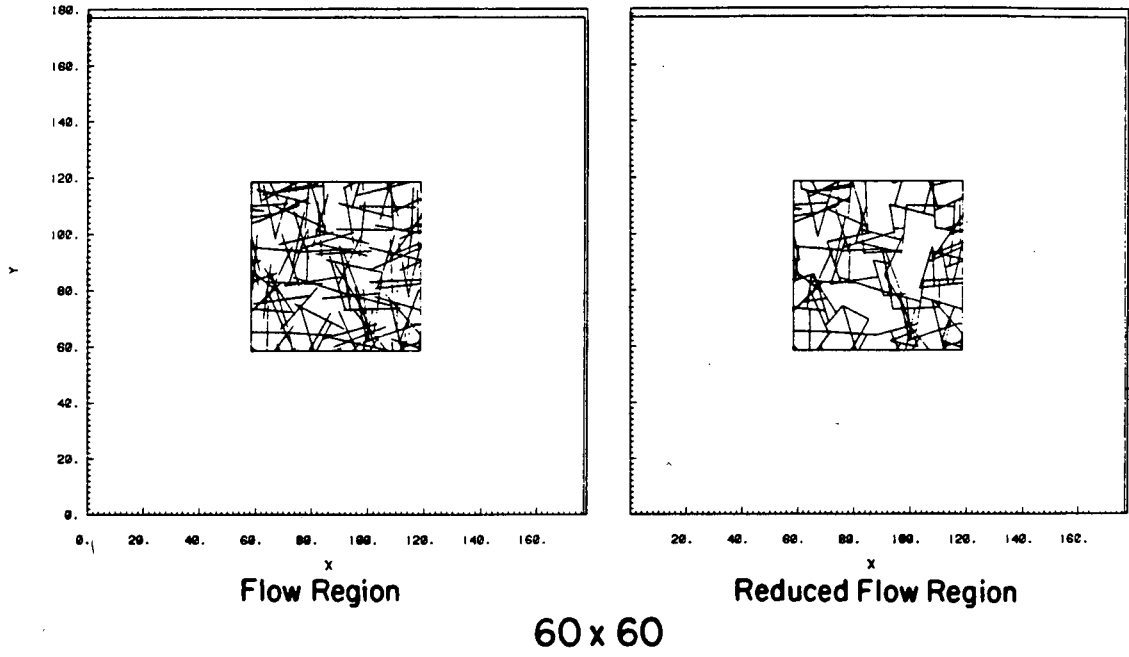 180.
160.
140.
120.
100.
80.
60.
40.
20.
0.
Y
0. 20. 40. 60. 80. 100. 120. 140. 160.
X
Flow Region
20. 40. 60. 80. 100. 120. 140. 160.
X
Reduced Flow Region
60 x 60